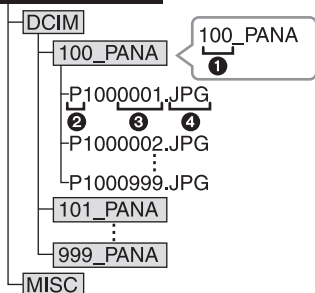 DCIM
100_PANA
100_PANA
❶
P1000001.JPG
❷ ❸ ❹
P1000002.JPG
P1000999.JPG
101_PANA
999_PANA
MISC